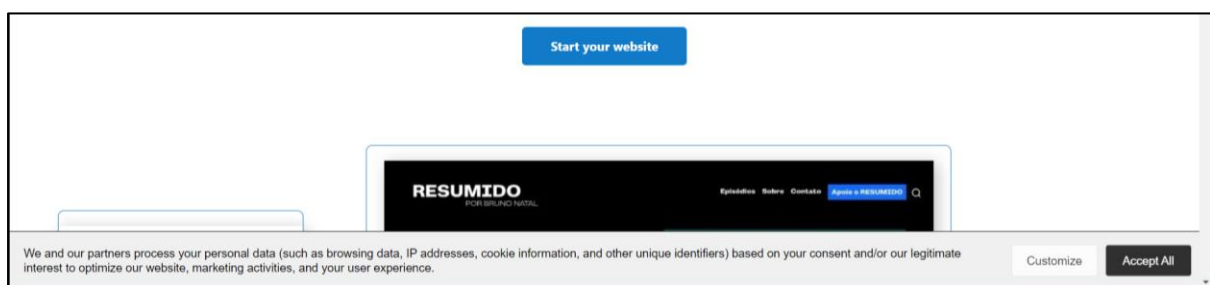 Start your website
RESUMIDO
POR BRUNO NATAL
Episódios Sobre Contato Apoie o RESUMIDO
We and our partners process your personal data (such as browsing data, IP addresses, cookie information, and other unique identifiers) based on your consent and/or our legitimate
interest to optimize our website, marketing activities, and your user experience.
Customize
Accept All